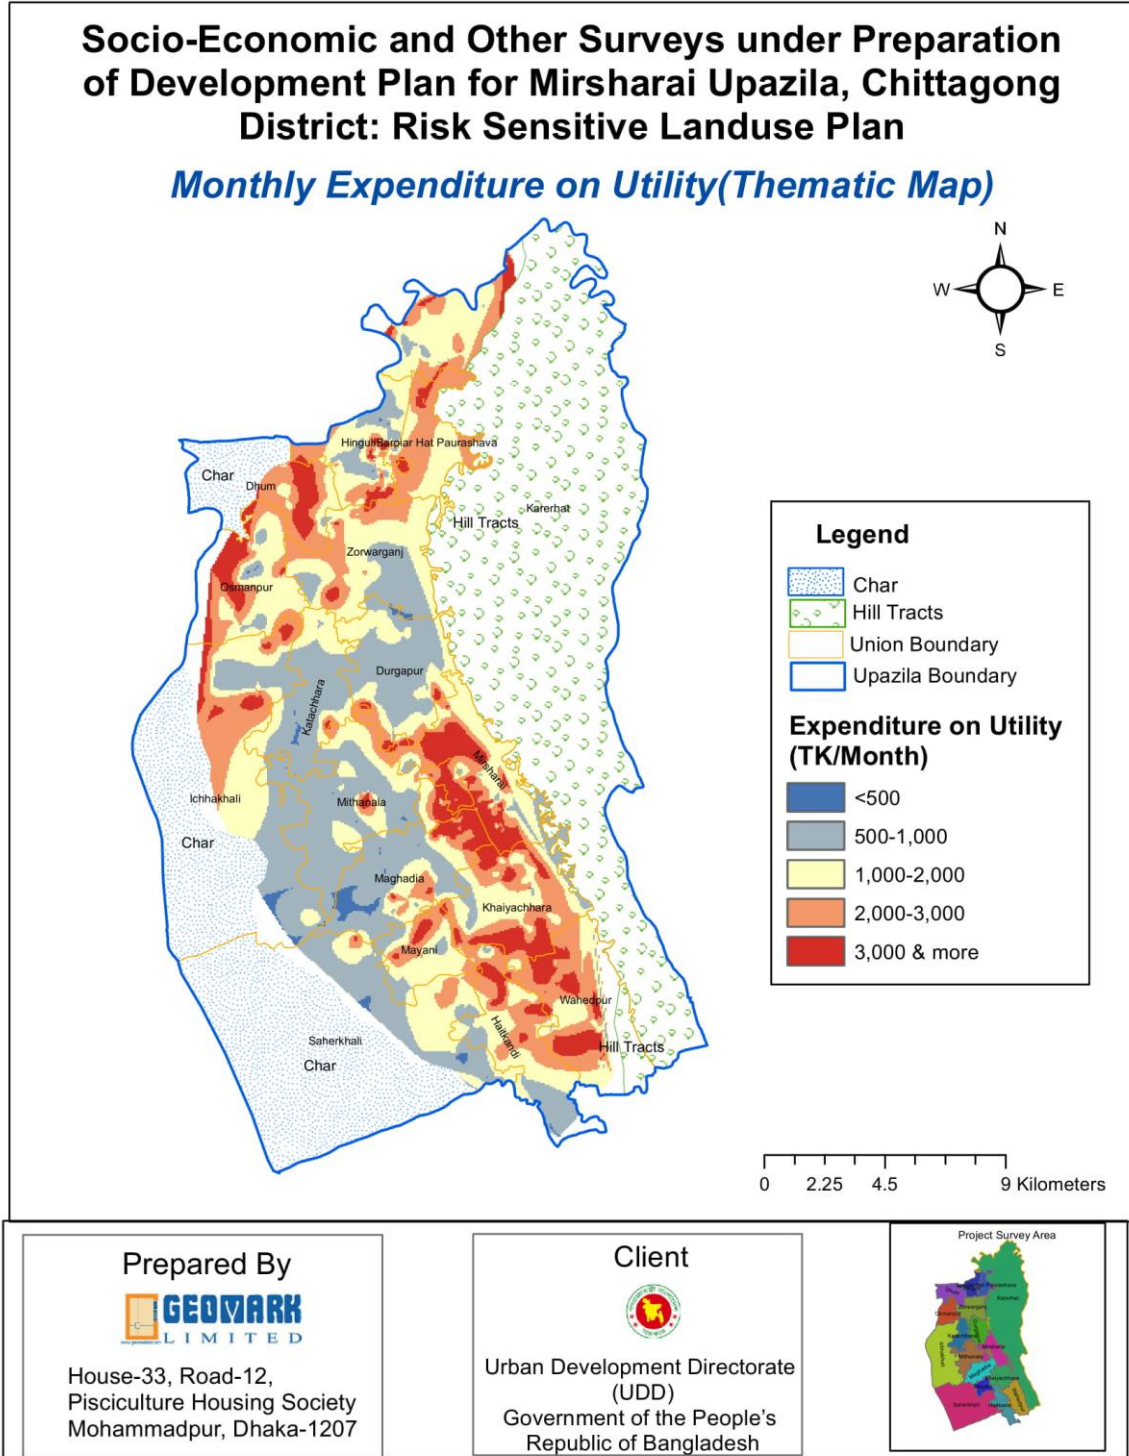 Socio-Economic and Other Surveys under Preparation
of Development Plan for Mirsharai Upazila, Chittagong
District: Risk Sensitive Landuse Plan
Monthly Expenditure on Utility(Thematic Map)
N
W
E
S
Hinguli
Baroiar Hat Paurashava
Char
Dhum
Karerhat
Hill Tracts
Zorwarganj
Osmanpur
Durgapur
Katachhara
Mirsharai
Ichhakhali
Mithanala
Char
Maghadia
Khaiyachhara
Mayani
Wahedpur
Haitkandi
Saherkhali
Hill Tracts
Char
Legend
Char
Hill Tracts
Union Boundary
Upazila Boundary
Expenditure on Utility
(TK/Month)
<500
500-1,000
1,000-2,000
2,000-3,000
3,000 & more
0 2.25 4.5 9 Kilometers
Prepared By
GEOMARK
LIMITED
House-33, Road-12,
Pisciculture Housing Society
Mohammadpur, Dhaka-1207
Client
Urban Development Directorate
(UDD)
Government of the People's
Republic of Bangladesh
Project Survey Area
Karerhat